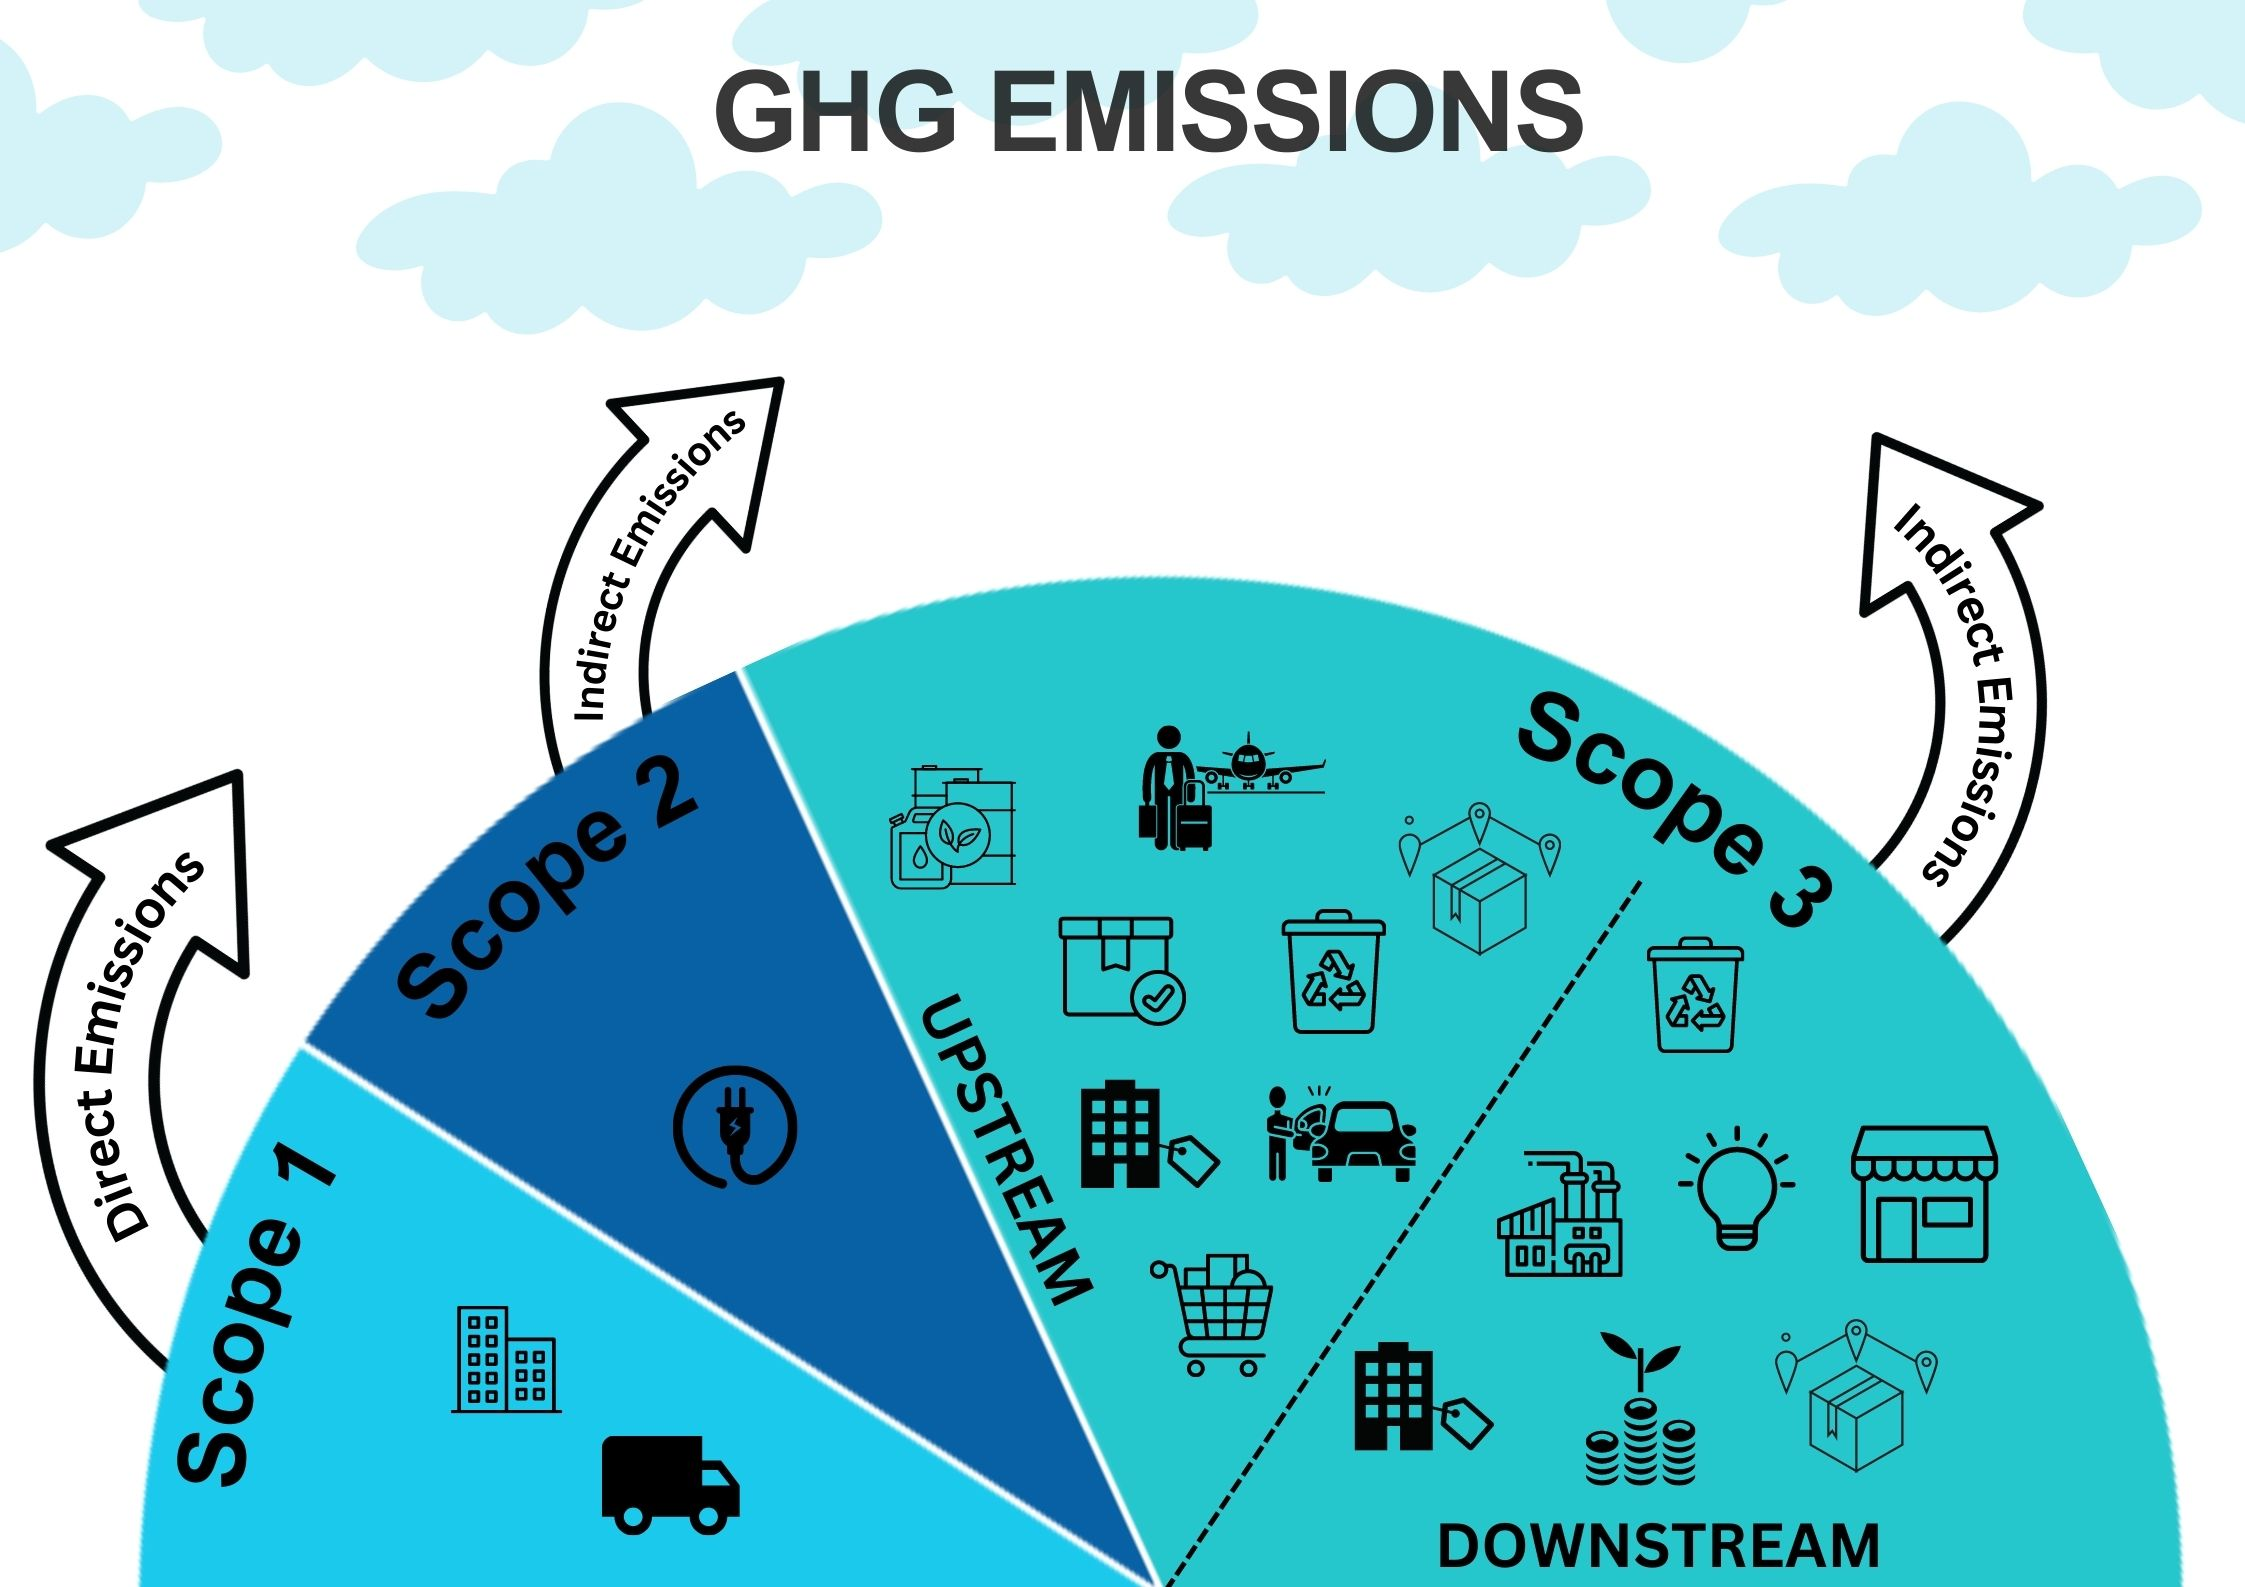 GHG EMISSIONS
Direct Emissions
Indirect Emissions
Indirect Emissions
Scope 1
Scope 2
Scope 3
UPSTREAM
DOWNSTREAM